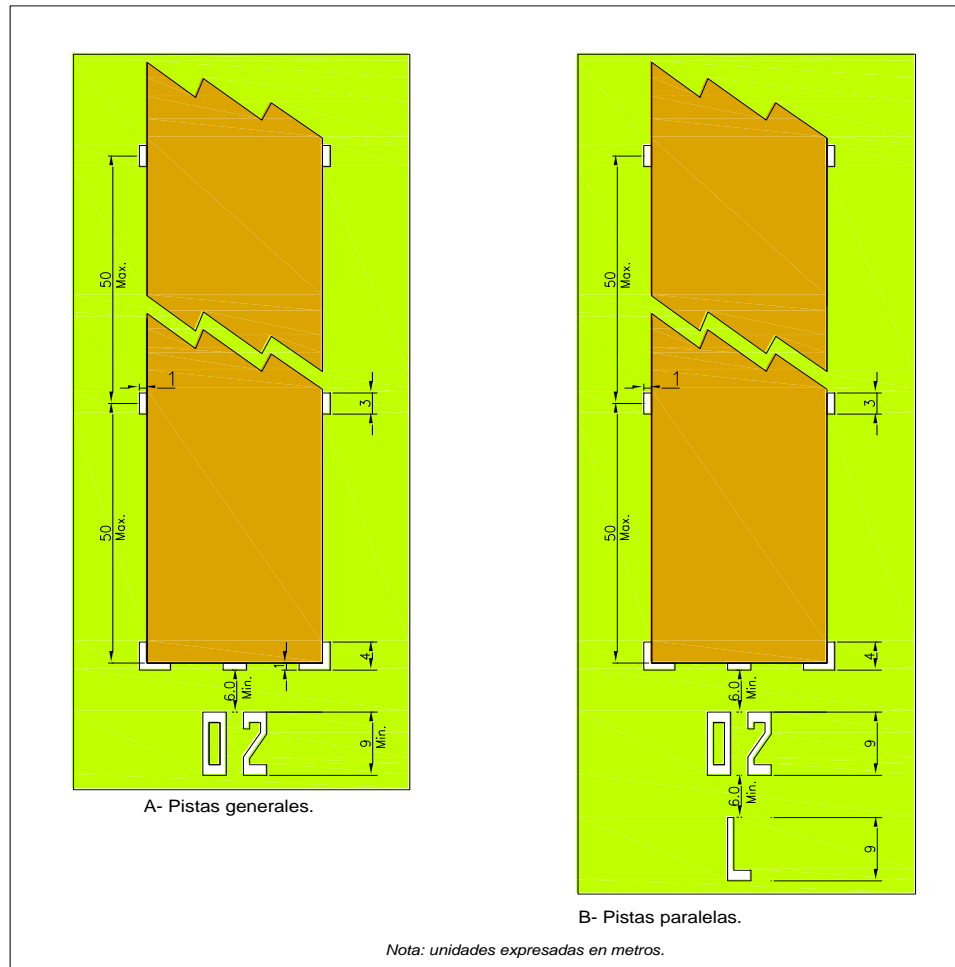 50
Max.
1
50
Max.
3
4
1
6.0
Min.
02
9
Min.
A- Pistas generales.
50
Max.
1
50
Max.
3
4
6.0
Min.
02
9
6.0
Min.
L
9
B- Pistas paralelas.
Nota: unidades expresadas en metros.